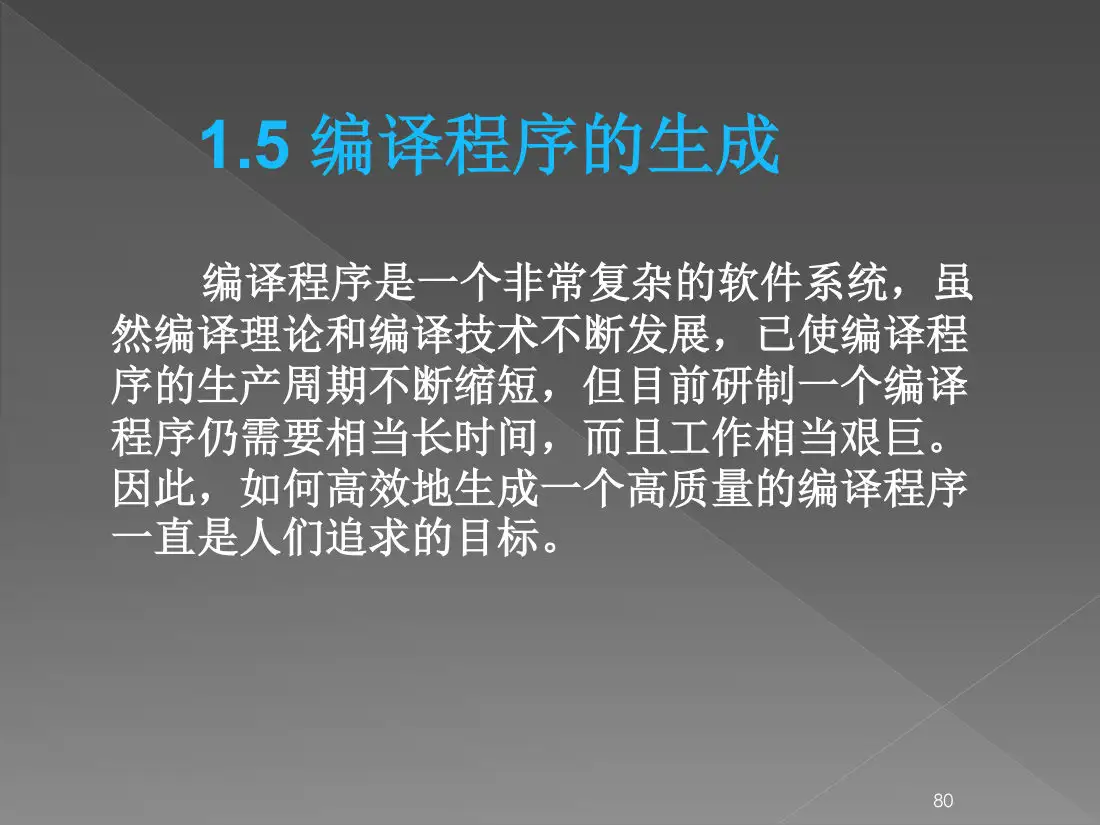 1.5 编译程序的生成
编译程序是一个非常复杂的软件系统，虽
然编译理论和编译技术不断发展，已使编译程
序的生产周期不断缩短，但目前研制一个编译
程序仍需要相当长时间，而且工作相当艰巨。
因此，如何高效地生成一个高质量的编译程序
一直是人们追求的目标。
80